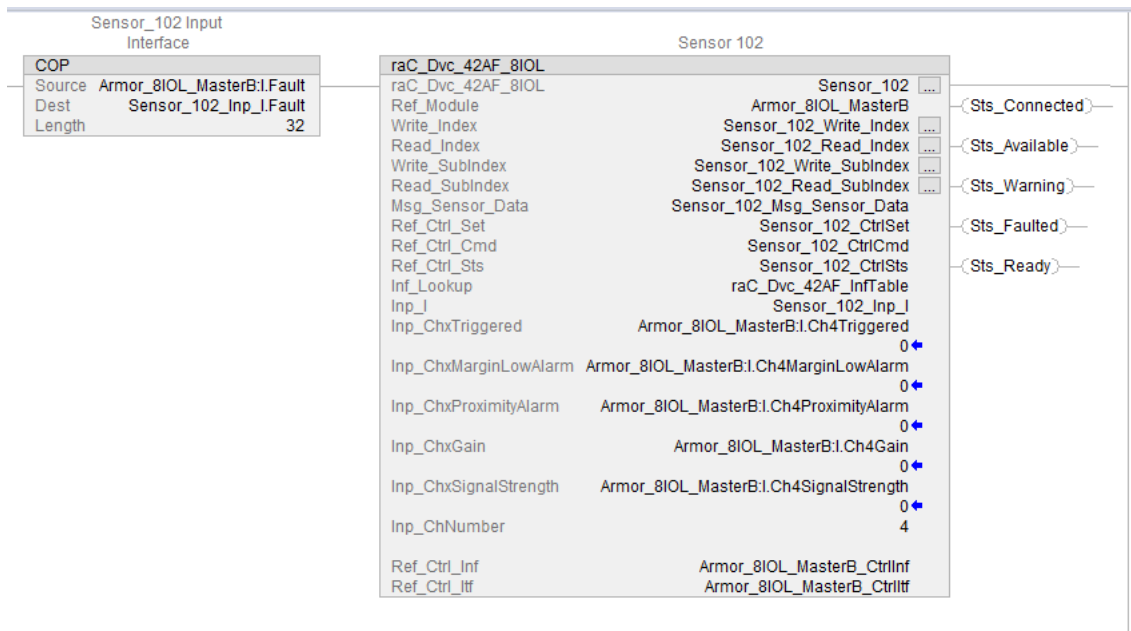 Sensor_102 Input
Interface
COP
Source Armor_8IOL_MasterB:I.Fault
Dest Sensor_102_Inp_I.Fault
Length 32
Sensor 102
raC_Dvc_42AF_8IOL
raC_Dvc_42AF_8IOL Sensor_102 ...
Ref_Module Armor_8IOL_MasterB
Write_Index Sensor_102_Write_Index ...
Read_Index Sensor_102_Read_Index ...
Write_SubIndex Sensor_102_Write_SubIndex ...
Read_SubIndex Sensor_102_Read_SubIndex ...
Msg_Sensor_Data Sensor_102_Msg_Sensor_Data
Ref_Ctrl_Set Sensor_102_CtrlSet
Ref_Ctrl_Cmd Sensor_102_CtrlCmd
Ref_Ctrl_Sts Sensor_102_CtrlSts
Inf_Lookup raC_Dvc_42AF_InfTable
Inp_I Sensor_102_Inp_I
Inp_ChxTriggered Armor_8IOL_MasterB:I.Ch4Triggered
0
Inp_ChxMarginLowAlarm Armor_8IOL_MasterB:I.Ch4MarginLowAlarm
0
Inp_ChxProximityAlarm Armor_8IOL_MasterB:I.Ch4ProximityAlarm
0
Inp_ChxGain Armor_8IOL_MasterB:I.Ch4Gain
0
Inp_ChxSignalStrength Armor_8IOL_MasterB:I.Ch4SignalStrength
0
Inp_ChNumber 4
Ref_Ctrl_Inf Armor_8IOL_MasterB_CtrlInf
Ref_Ctrl_Itf Armor_8IOL_MasterB_CtrlItf
Sts_Connected
Sts_Available
Sts_Warning
Sts_Faulted
Sts_Ready